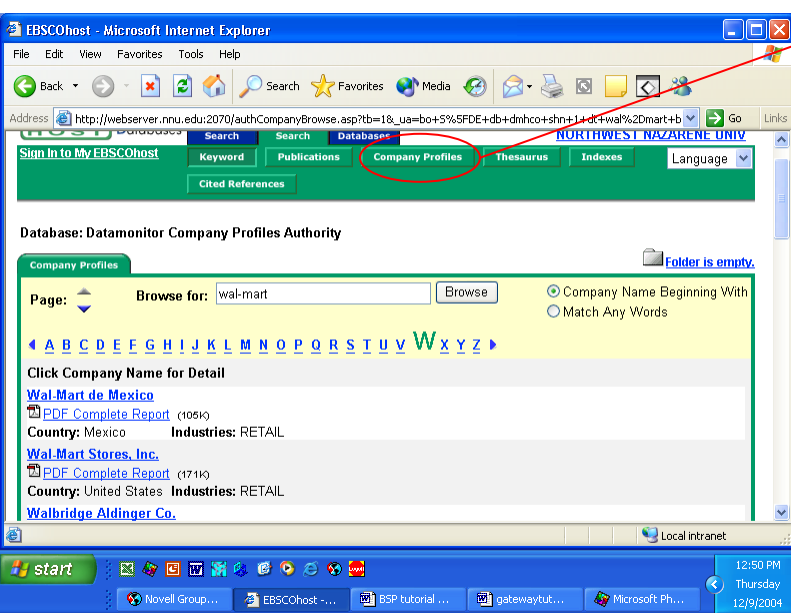 EBSCOhost - Microsoft Internet Explorer
File Edit View Favorites Tools Help
Back Search Favorites Media
Address http://webserver.nnu.edu:2070/authCompanyBrowse.asp?tb=1&_ua=bo+S%5FDE+db+dmhco+shn+1+dt+wal%2Dmart+b Go Links
HOST Databases Search Search Databases NORTHWEST NAZARENE UNIV
Sign In to My EBSCOhost Keyword Publications Company Profiles Thesaurus Indexes Language
Cited References
Database: Datamonitor Company Profiles Authority
Company Profiles Folder is empty.
Page: Browse for: wal-mart Browse Company Name Beginning With
Match Any Words
A B C D E F G H I J K L M N O P Q R S T U V W X Y Z
Click Company Name for Detail
Wal-Mart de Mexico
PDF Complete Report (105K)
Country: Mexico Industries: RETAIL
Wal-Mart Stores, Inc.
PDF Complete Report (171K)
Country: United States Industries: RETAIL
Walbridge Aldinger Co.
Local intranet
start 12:50 PM
Thursday
Novell Group... EBSCOhost -... BSP tutorial ... gatewaytut... Microsoft Ph... 12/9/2004